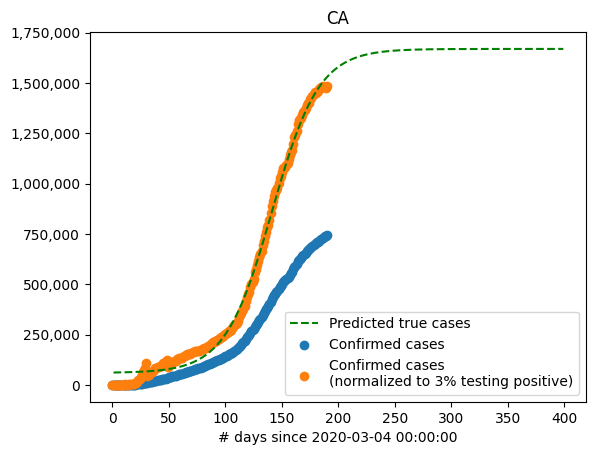 CA
1,750,000
1,500,000
1,250,000
1,000,000
750,000
500,000
250,000
0
0 50 100 150 200 250 300 350 400
# days since 2020-03-04 00:00:00
Predicted true cases
Confirmed cases
Confirmed cases
(normalized to 3% testing positive)